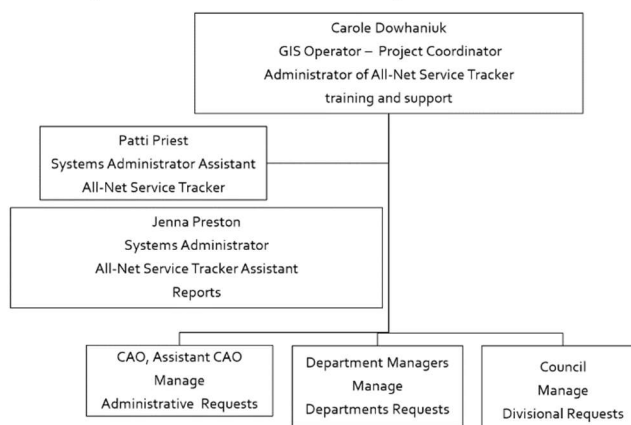 Carole Dowhaniuk
GIS Operator – Project Coordinator
Administrator of All-Net Service Tracker
training and support
Patti Priest
Systems Administrator Assistant
All-Net Service Tracker
Jenna Preston
Systems Administrator
All-Net Service Tracker Assistant
Reports
CAO, Assistant CAO
Manage
Administrative Requests
Department Managers
Manage
Departments Requests
Council
Manage
Divisional Requests